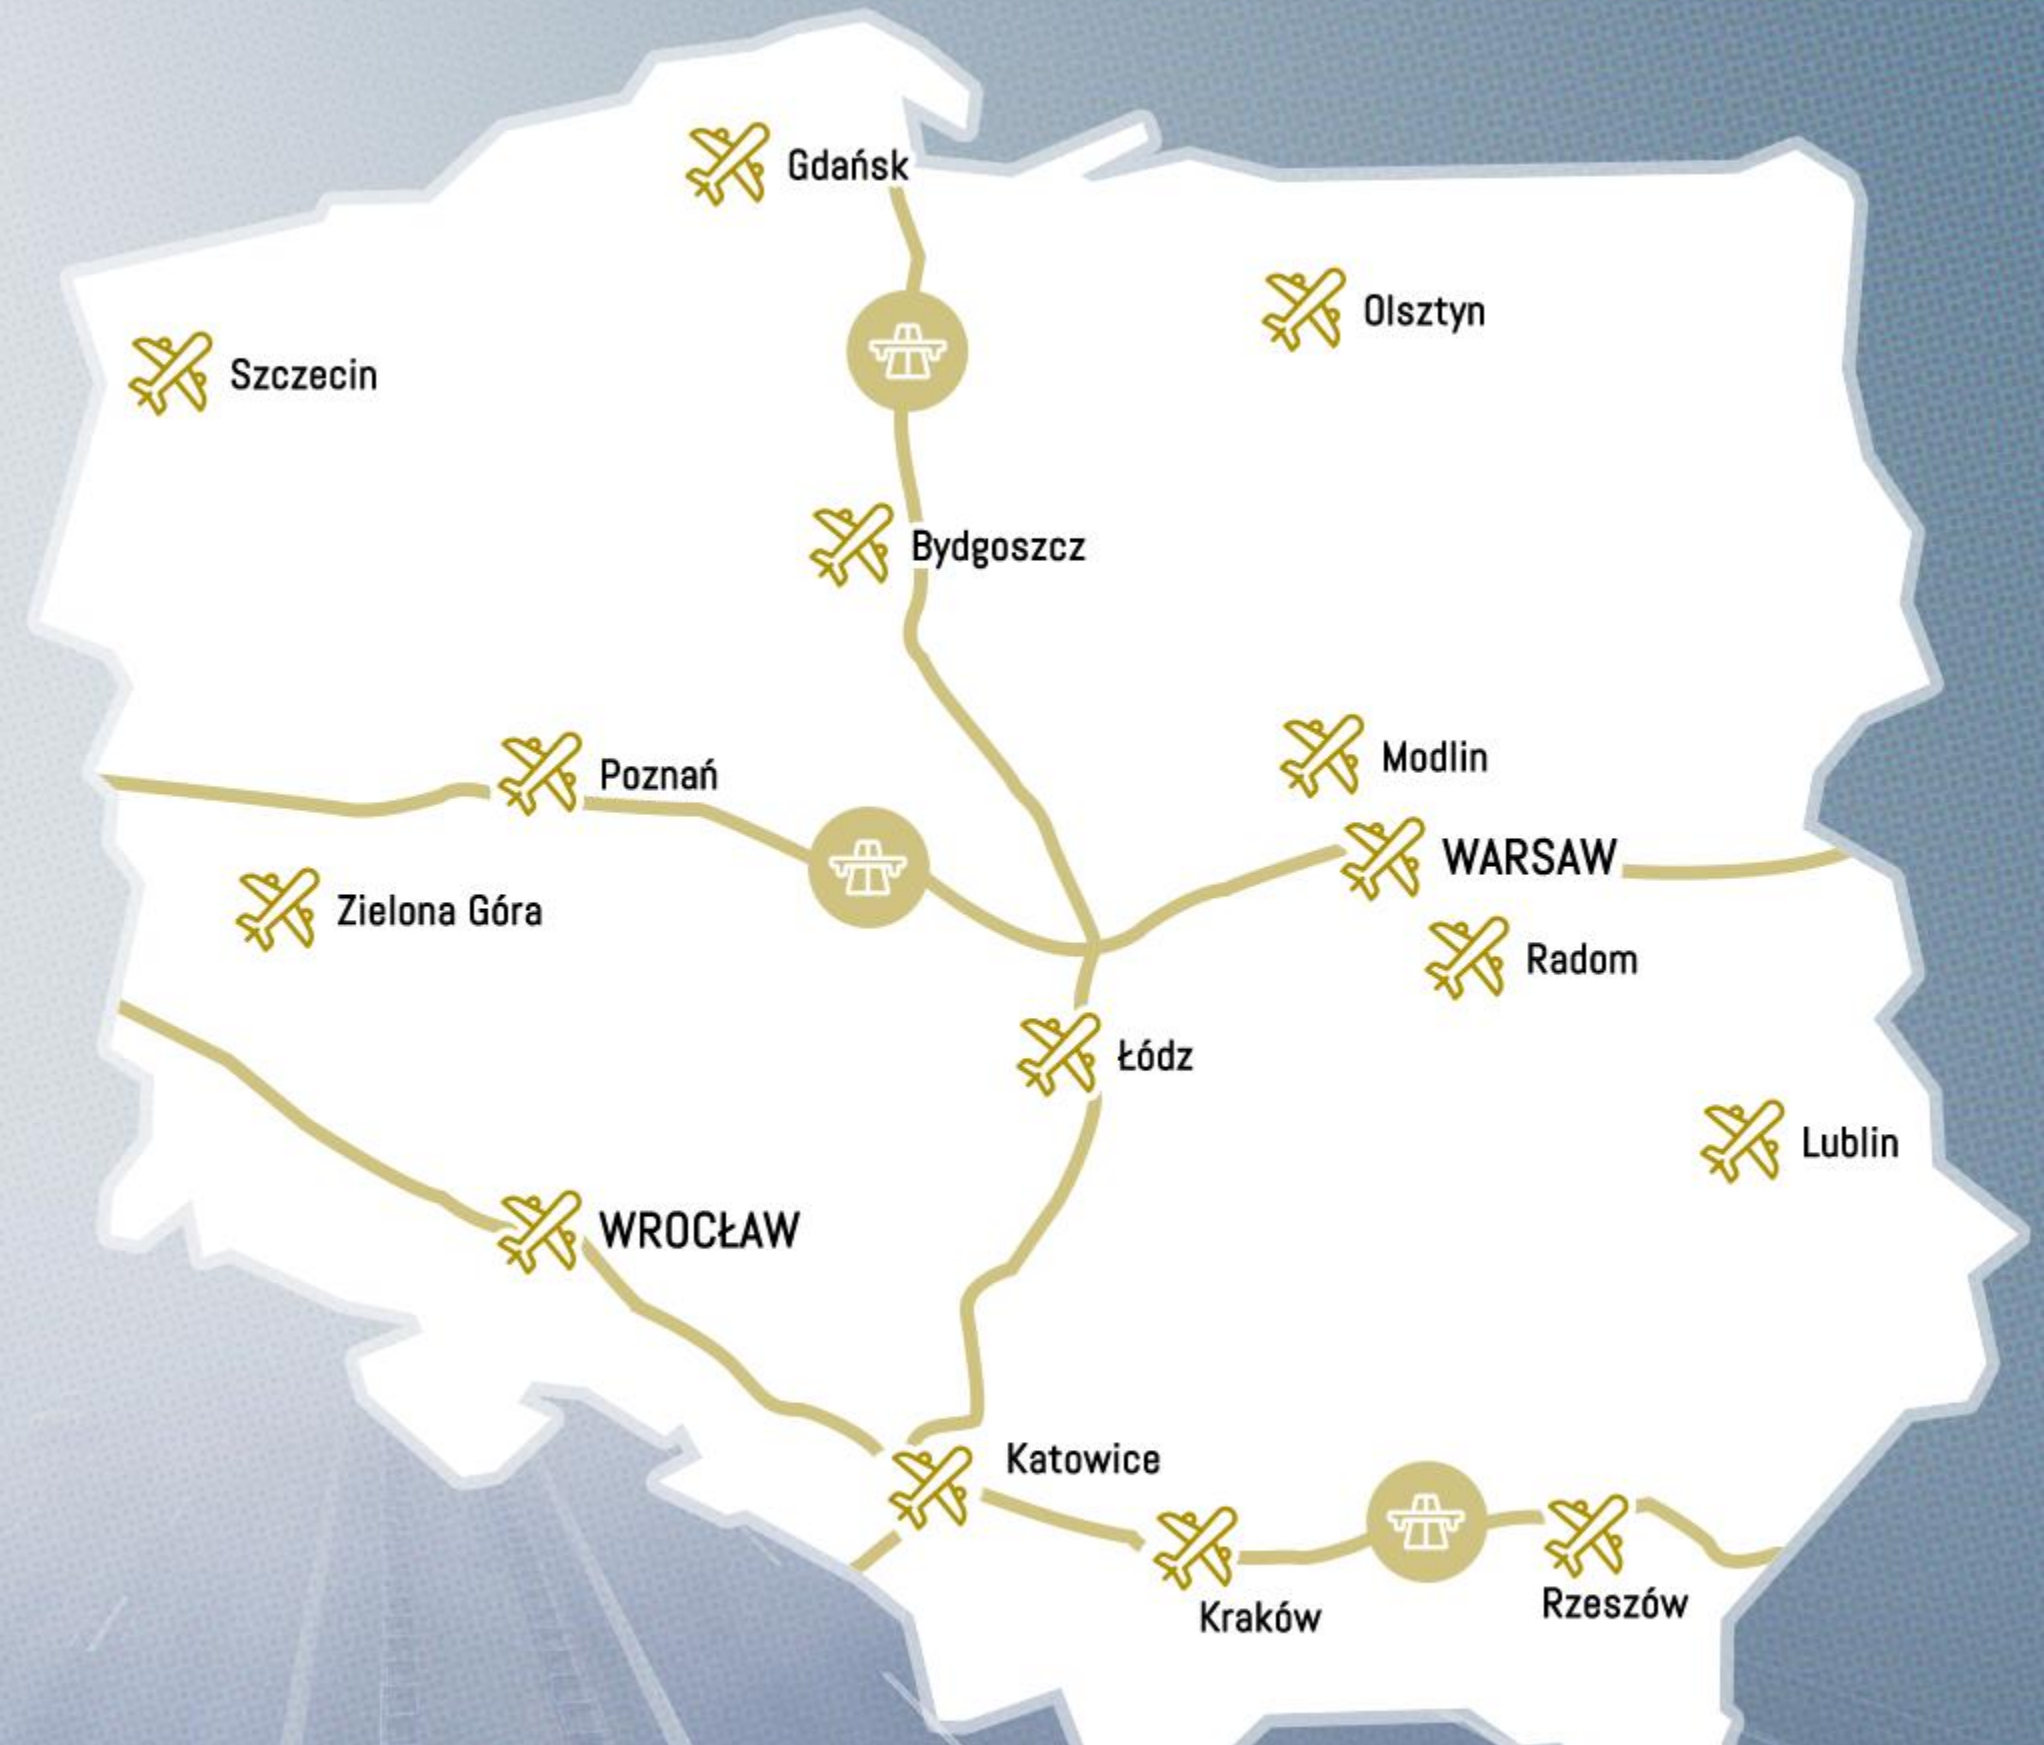 Gdańsk
Olsztyn
Szczecin
Bydgoszcz
Modlin
Poznań
WARSAW
Zielona Góra
Radom
Łódz
Lublin
WROCŁAW
Katowice
Rzeszów
Kraków